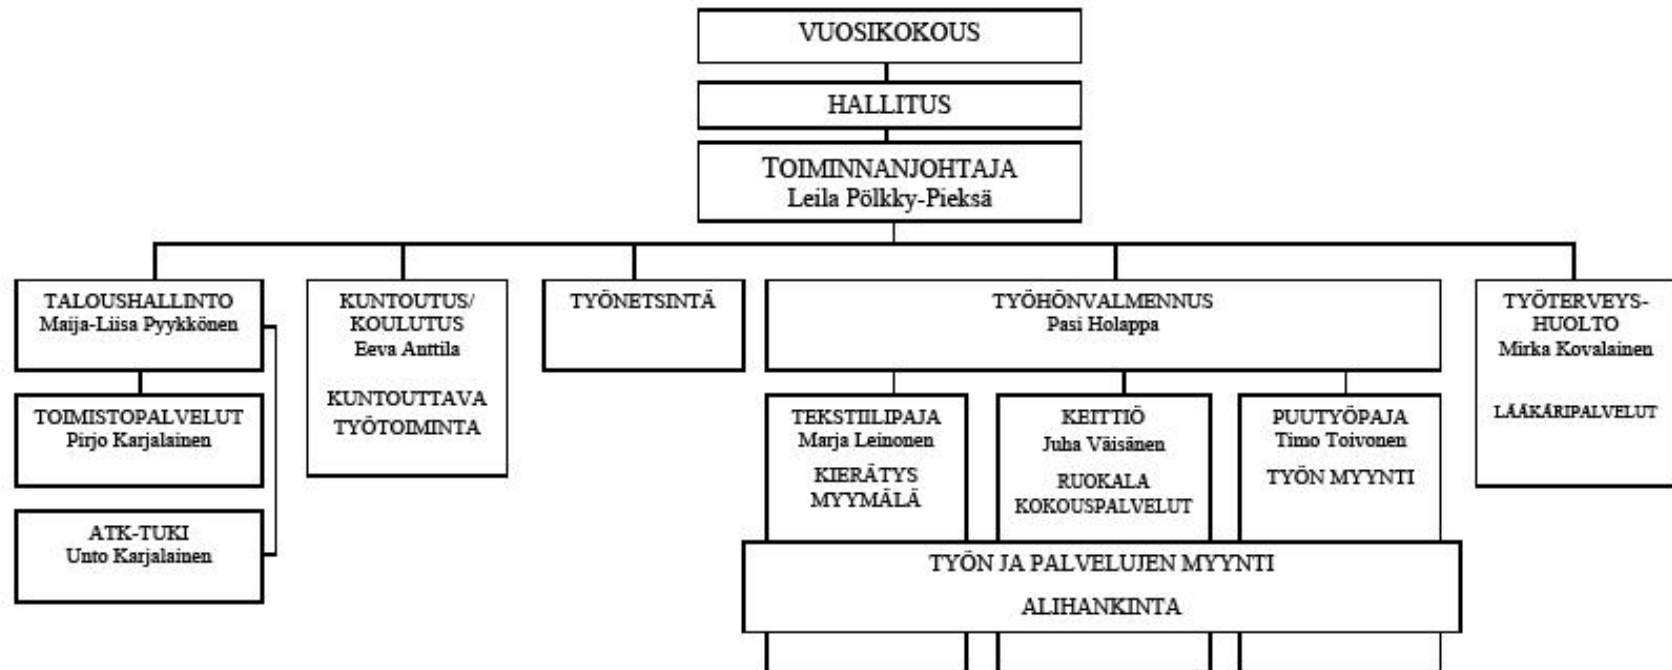 VUOSIKOKOUS
HALLITUS
TOIMINNANJOHTAJA
Leila Pölkky-Pieksä
TALOUSHALLINTO
Maija-Liisa Pyykkönen
KUNTOUTUS/
KOULUTUS
Eeva Anttila
KUNTOUTTAVA
TYÖTOIMINTA
TYÖNETSINTÄ
TYÖHÖNVALMENNUS
Pasi Holappa
TYÖTERVEYS-
HUOLTO
Mirka Kovalainen
LÄÄKÄRIPALVELUT
TOIMISTOPALVELUT
Pirjo Karjalainen
ATK-TUKI
Unto Karjalainen
TEKSTIILIPAJA
Marja Leinonen
KIERÄTYS
MYYMÄLÄ
KEITTIÖ
Juha Väisänen
RUOKALA
KOKOUSPALVELUT
PUUTYÖPAJA
Timo Toivonen
TYÖN MYYNTI
TYÖN JA PALVELUJEN MYYNTI
ALIHANKINTA